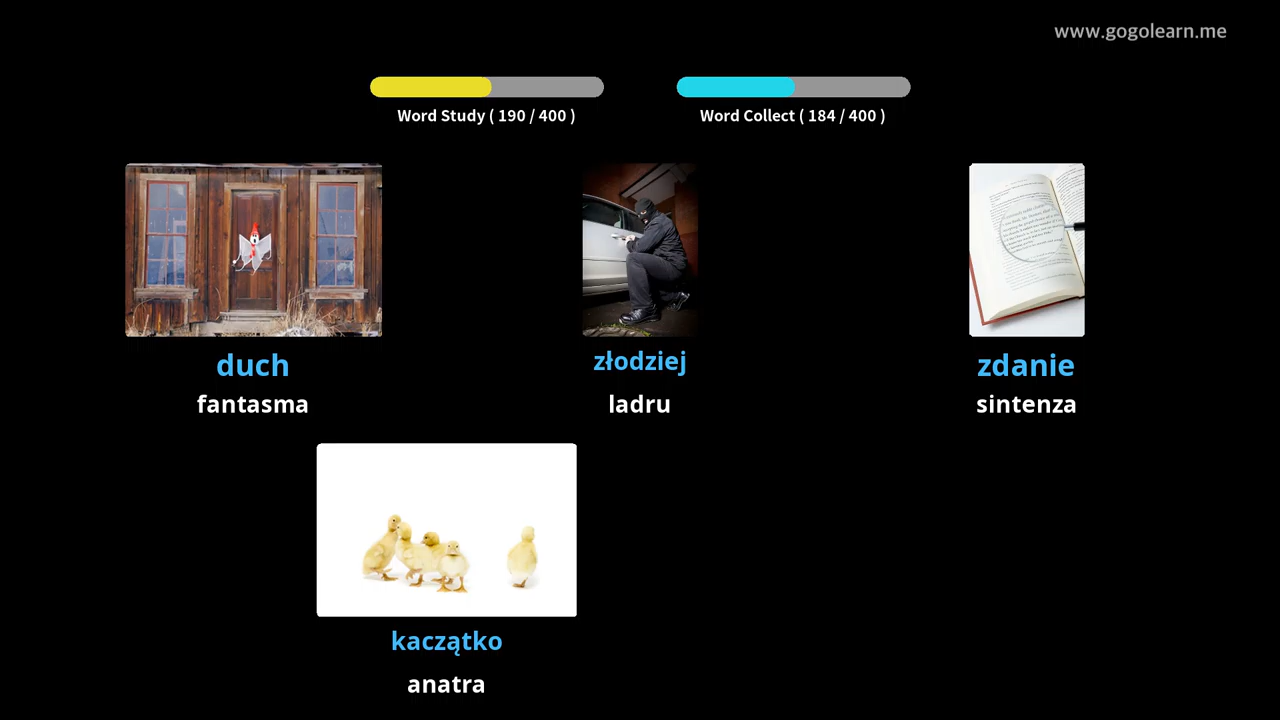 www.gogolearn.me
Word Study ( 190 / 400 )
Word Collect ( 184 / 400 )
duch
fantasma
złodziej
ladru
zdanie
sintenza
kaczątko
anatra